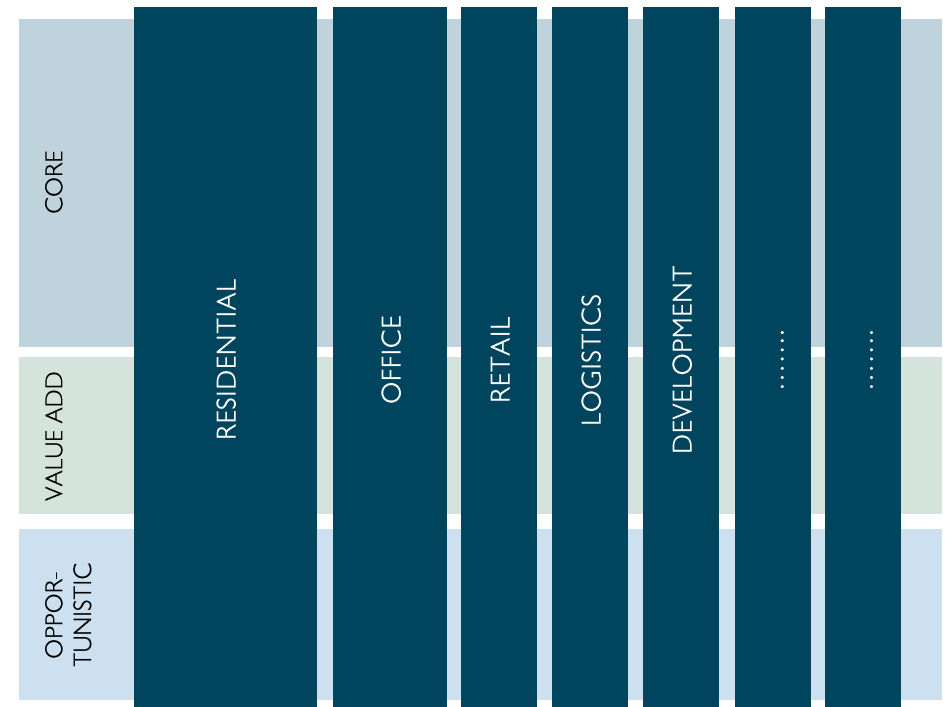 CORE
VALUE ADD
OPPOR-
TUNISTIC
RESIDENTIAL
OFFICE
RETAIL
LOGISTICS
DEVELOPMENT
.......
.......